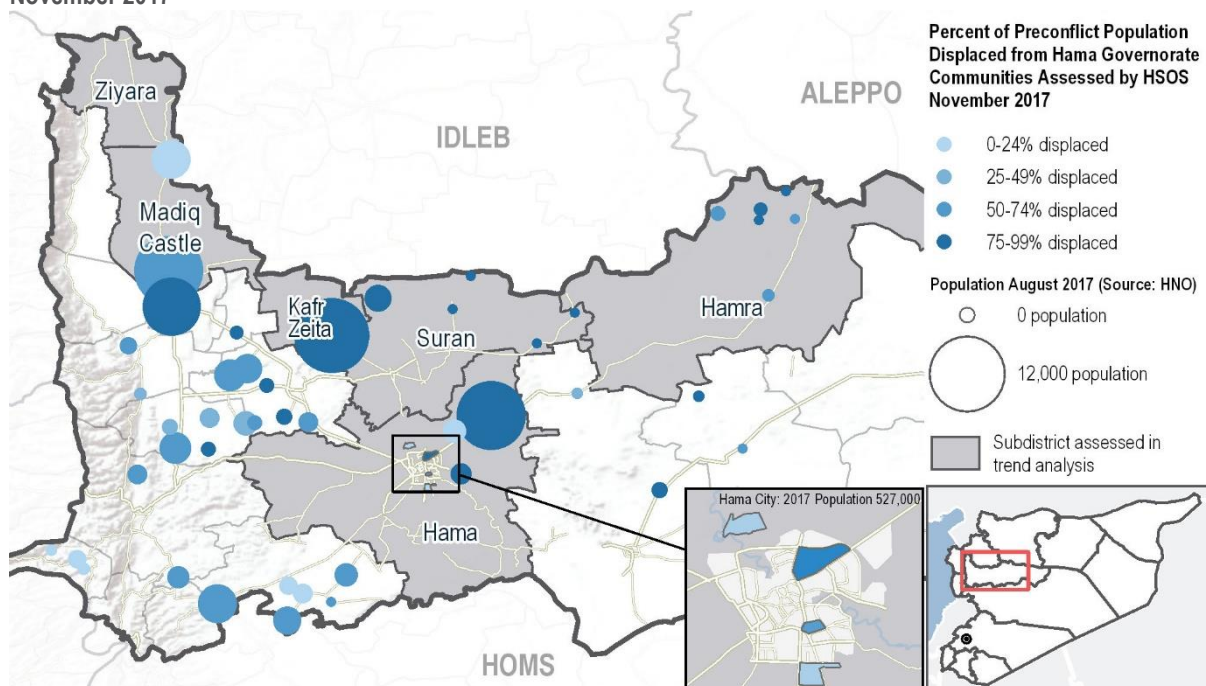 November 2017
Ziyara
IDLEB
ALEPPO
Madiq
Castle
Kafr
Zeita
Suran
Hamra
Hama
HOMS
Percent of Preconflict Population
Displaced from Hama Governorate
Communities Assessed by HSOS
November 2017
0-24% displaced
25-49% displaced
50-74% displaced
75-99% displaced
Population August 2017 (Source: HNO)
0 population
12,000 population
Subdistrict assessed in
trend analysis
Hama City: 2017 Population 527,000